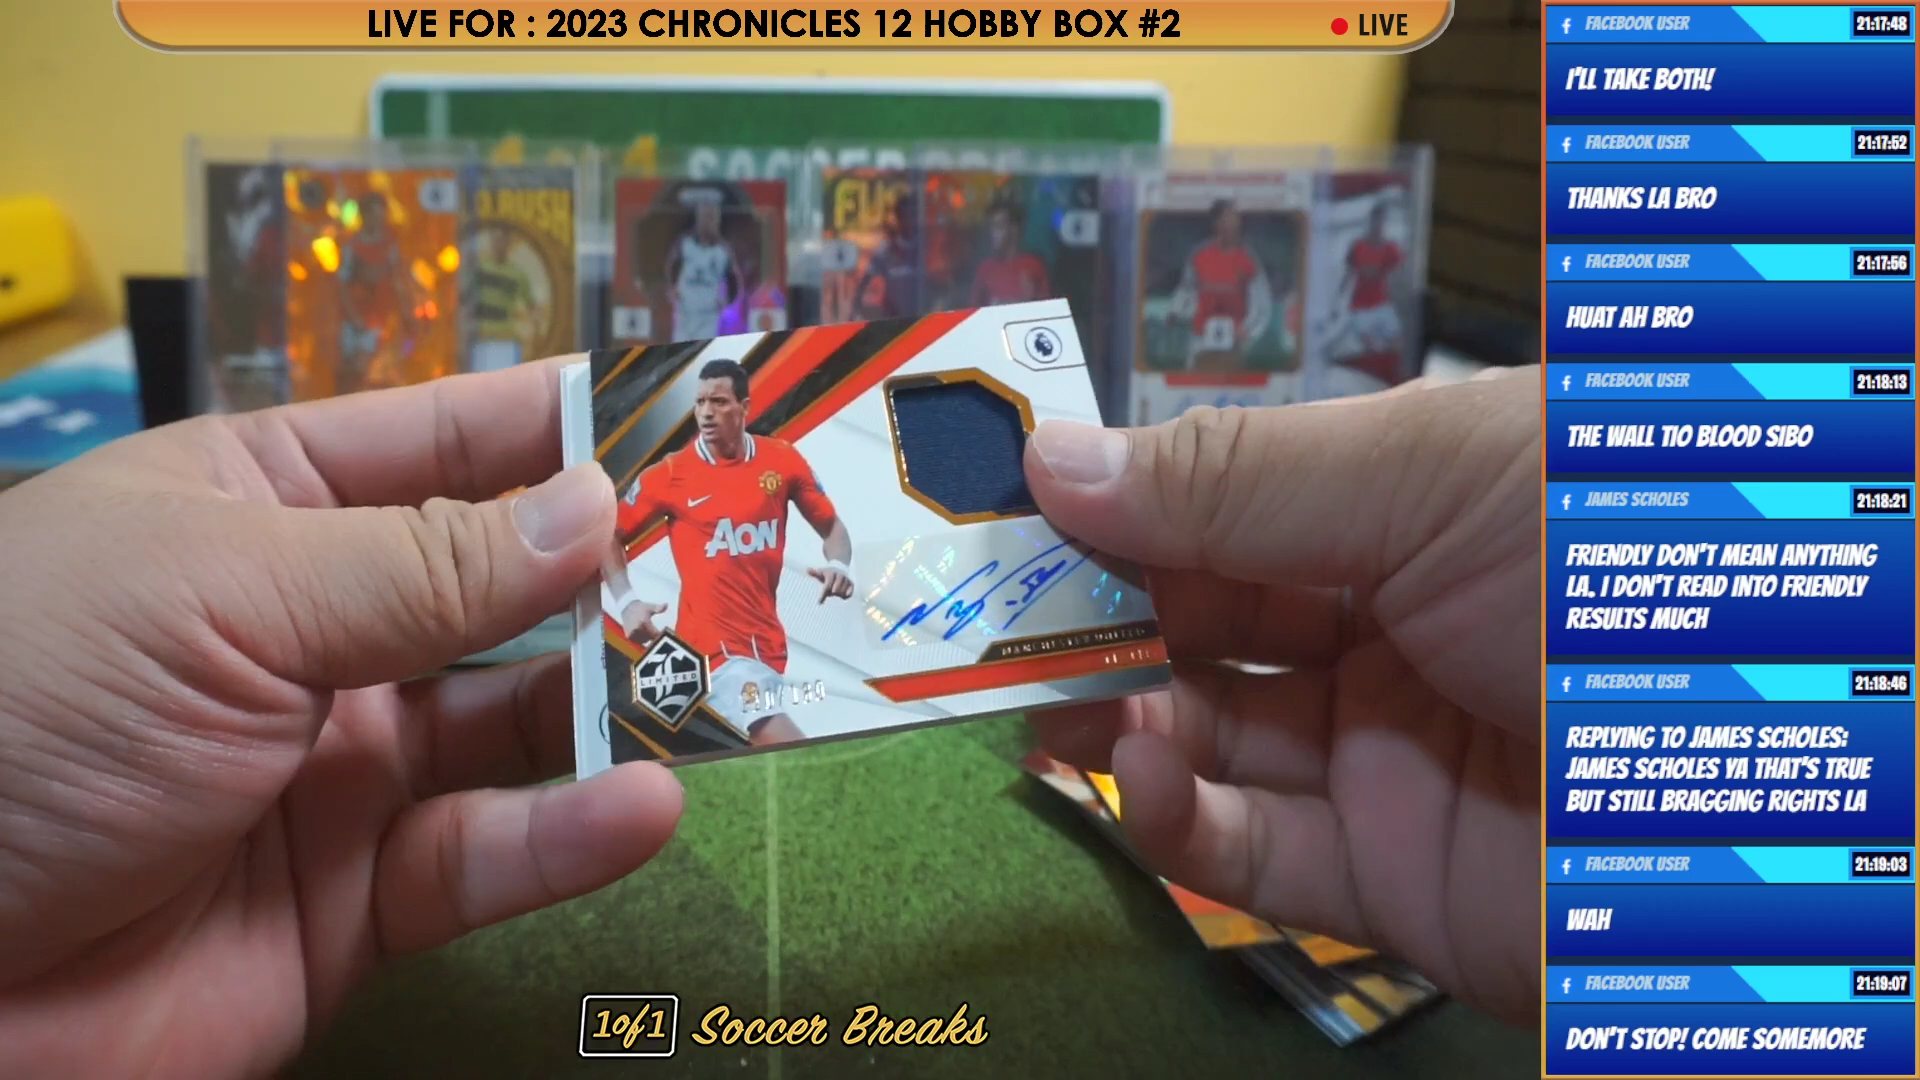 LIVE FOR : 2023 CHRONICLES 12 HOBBY BOX #2
LIVE
SOCCER BREAK
AON
LIMITED
1of1 Soccer Breaks
FACEBOOK USER 21:17:48
I'LL TAKE BOTH!
FACEBOOK USER 21:17:52
THANKS LA BRO
FACEBOOK USER 21:17:56
HUAT AH BRO
FACEBOOK USER 21:18:13
THE WALL TIO BLOOD SIBO
JAMES SCHOLES 21:18:21
FRIENDLY DON'T MEAN ANYTHING
LA. I DON'T READ INTO FRIENDLY
RESULTS MUCH
FACEBOOK USER 21:18:46
REPLYING TO JAMES SCHOLES:
JAMES SCHOLES YA THAT'S TRUE
BUT STILL BRAGGING RIGHTS LA
FACEBOOK USER 21:19:03
WAH
FACEBOOK USER 21:19:07
DON'T STOP! COME SOMEMORE